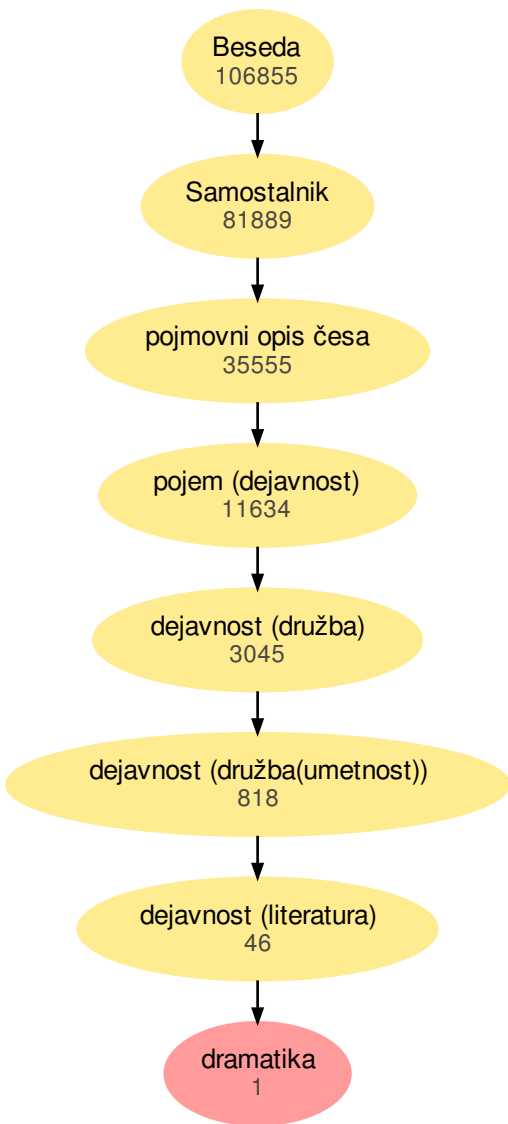 Beseda
106855
Samostalnik
81889
pojmovni opis česa
35555
pojem (dejavnost)
11634
dejavnost (družba)
3045
dejavnost (družba(umetnost))
818
dejavnost (literatura)
46
dramatika
1